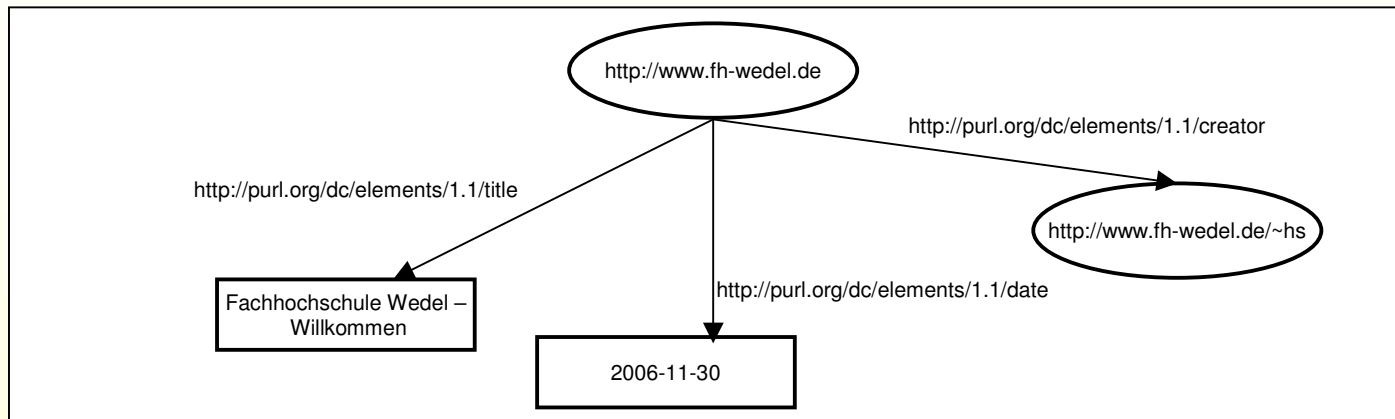 http://www.fh-wedel.de
http://purl.org/dc/elements/1.1/creator
http://purl.org/dc/elements/1.1/title
http://www.fh-wedel.de/~hs
Fachhochschule Wedel –
Willkommen
http://purl.org/dc/elements/1.1/date
2006-11-30